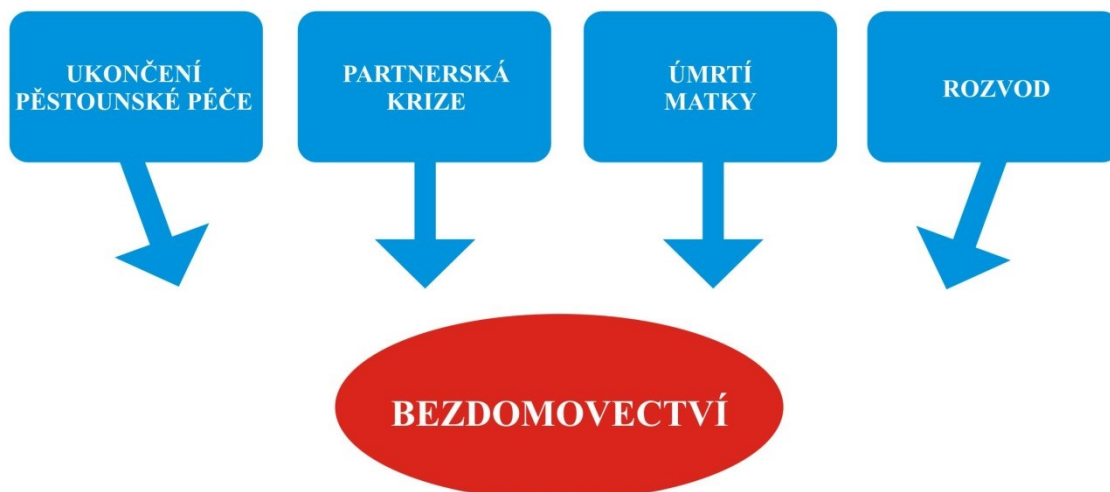 UKONČENÍ
PĚSTOUNSKÉ PÉČE
PARTNERSKÁ
KRIZE
ÚMRTÍ
MATKY
ROZVOD
BEZDOMOVECTVÍ